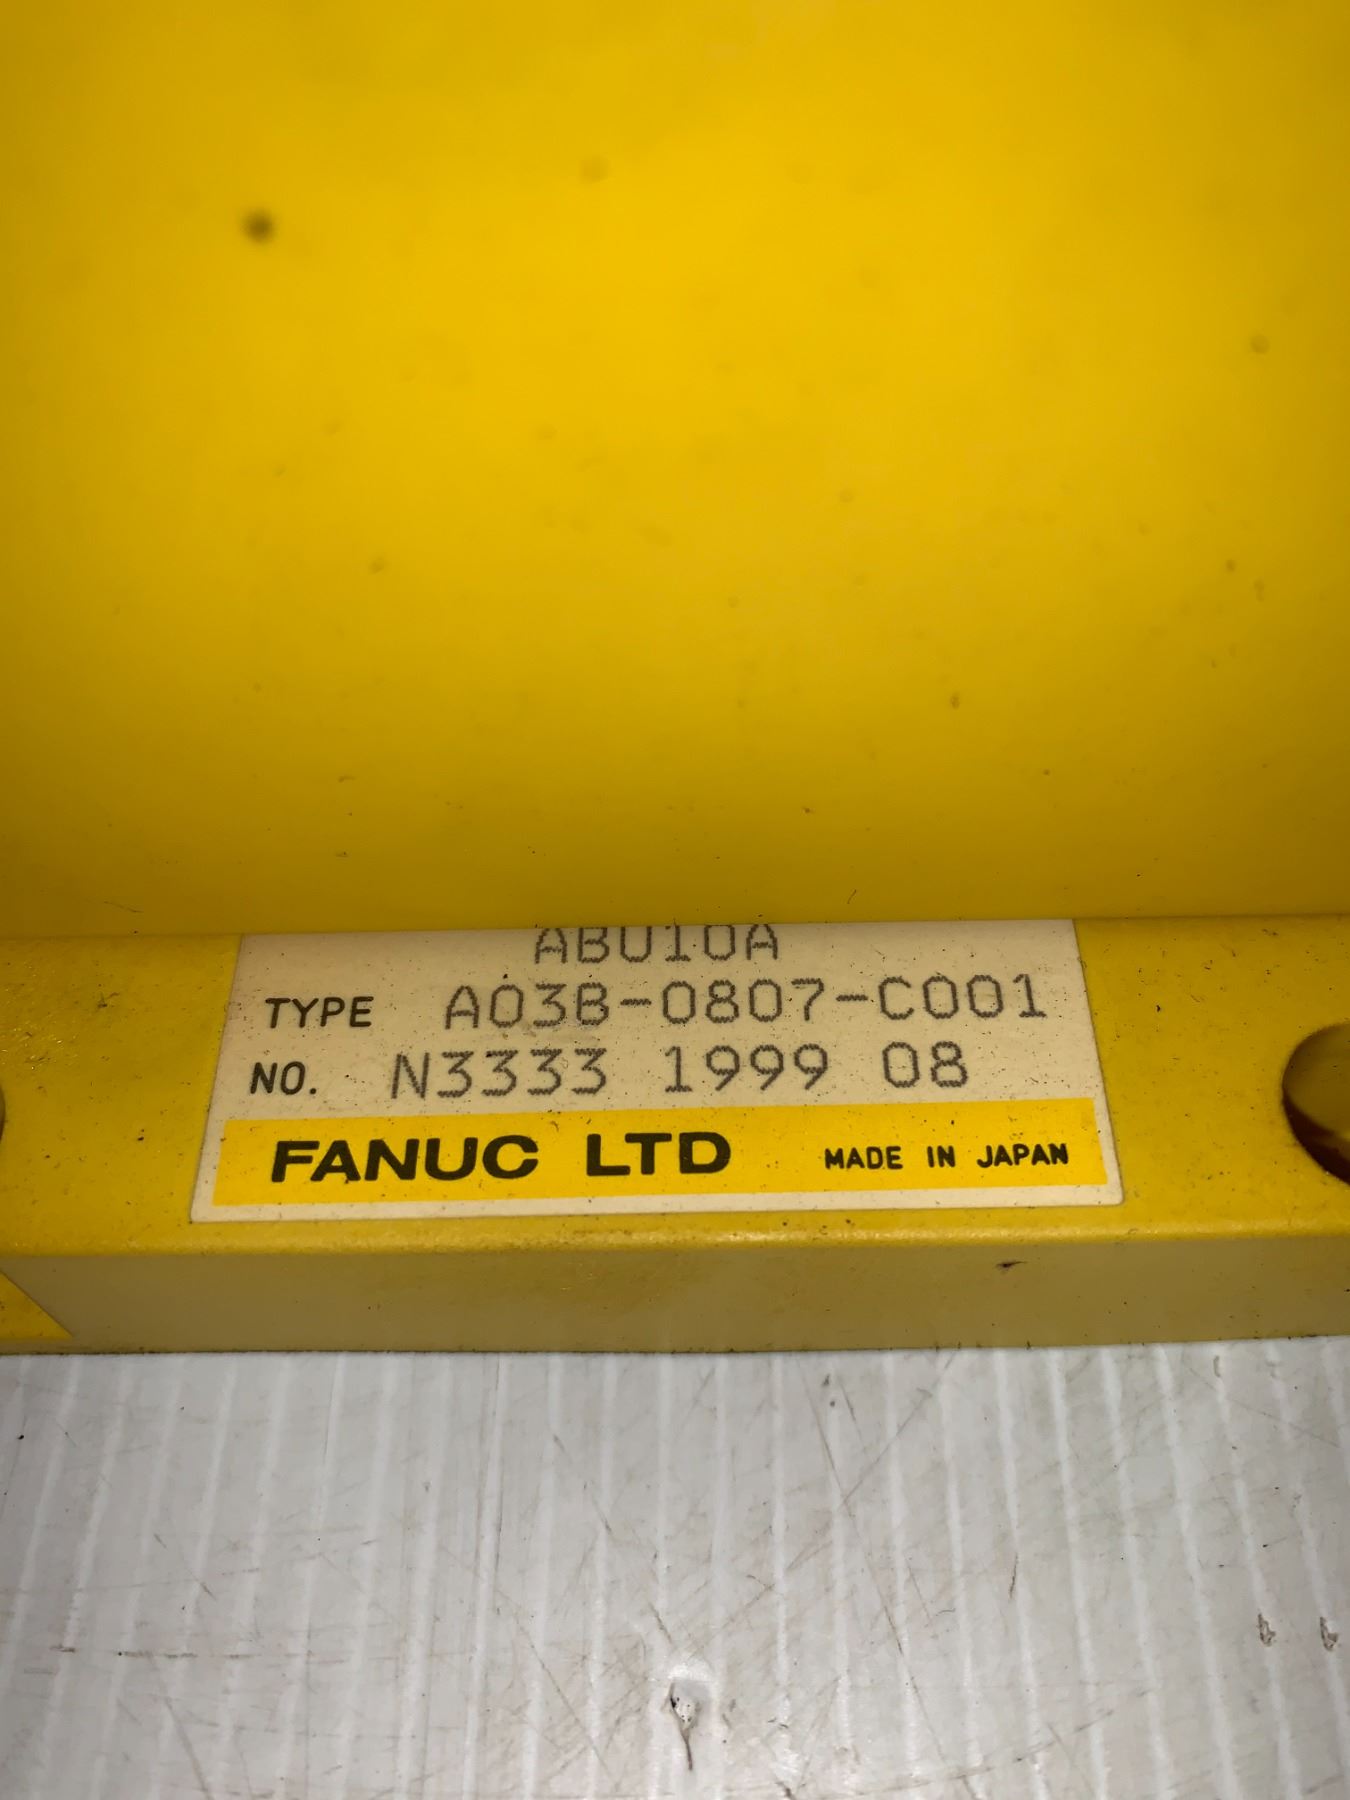 ABU10A
TYPE A03B-0807-C001
NO. N3333 1999 08
FANUC LTD MADE IN JAPAN